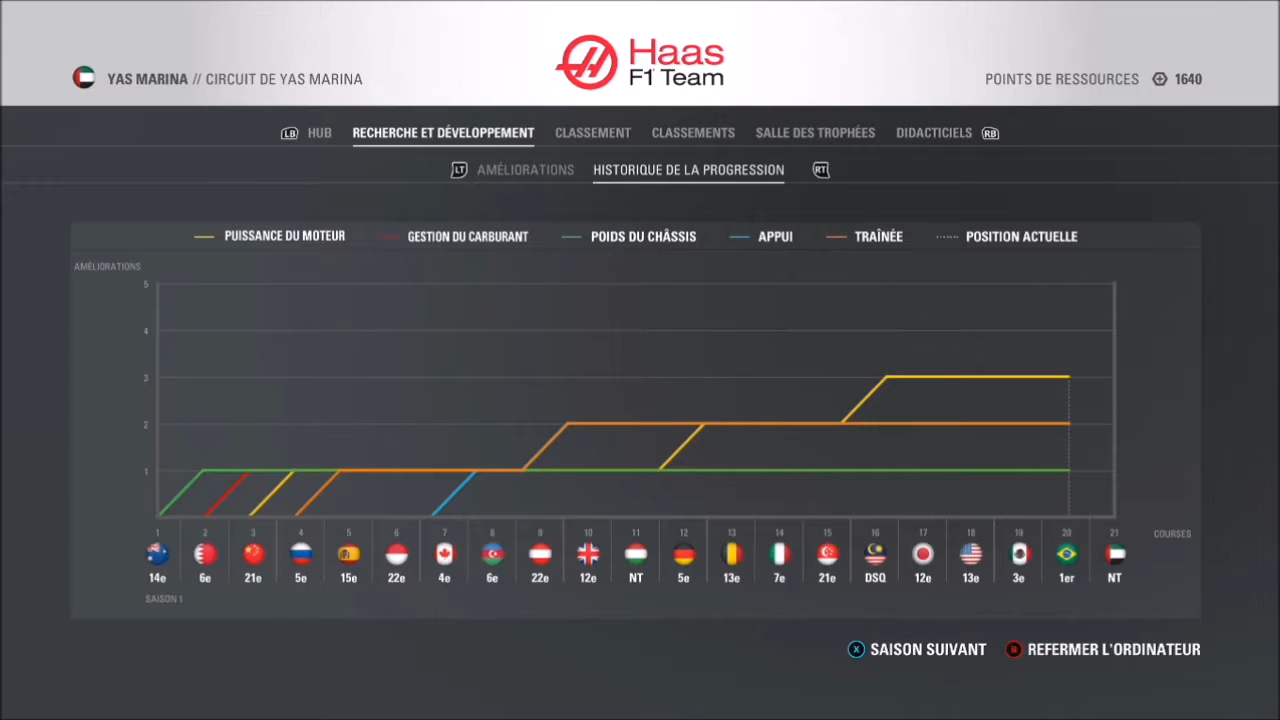 Haas
F1 Team
YAS MARINA // CIRCUIT DE YAS MARINA
POINTS DE RESSOURCES 1640
LB HUB RECHERCHE ET DÉVELOPPEMENT CLASSEMENT CLASSEMENTS SALLE DES TROPHÉES DIDACTICIELS RB
LT AMÉLIORATIONS HISTORIQUE DE LA PROGRESSION RT
PUISSANCE DU MOTEUR GESTION DU CARBURANT POIDS DU CHÂSSIS APPUI TRAÎNÉE POSITION ACTUELLE
AMÉLIORATIONS
5
4
3
2
1
1 2 3 4 5 6 7 8 9 10 11 12 13 14 15 16 17 18 19 20 21 COURSES
14e 6e 21e 5e 15e 22e 4e 6e 22e 12e NT 5e 13e 7e 21e DSQ 12e 13e 3e 1er NT
SAISON 1
X SAISON SUIVANT B REFERMER L'ORDINATEUR